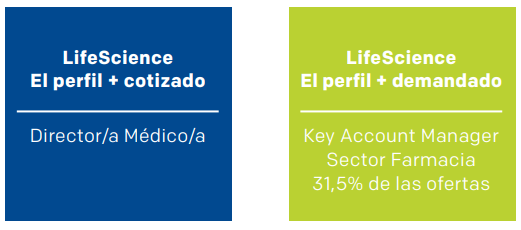 LifeScience
El perfil + cotizado
Director/a Médico/a
LifeScience
El perfil + demandado
Key Account Manager
Sector Farmacia
31,5% de las ofertas